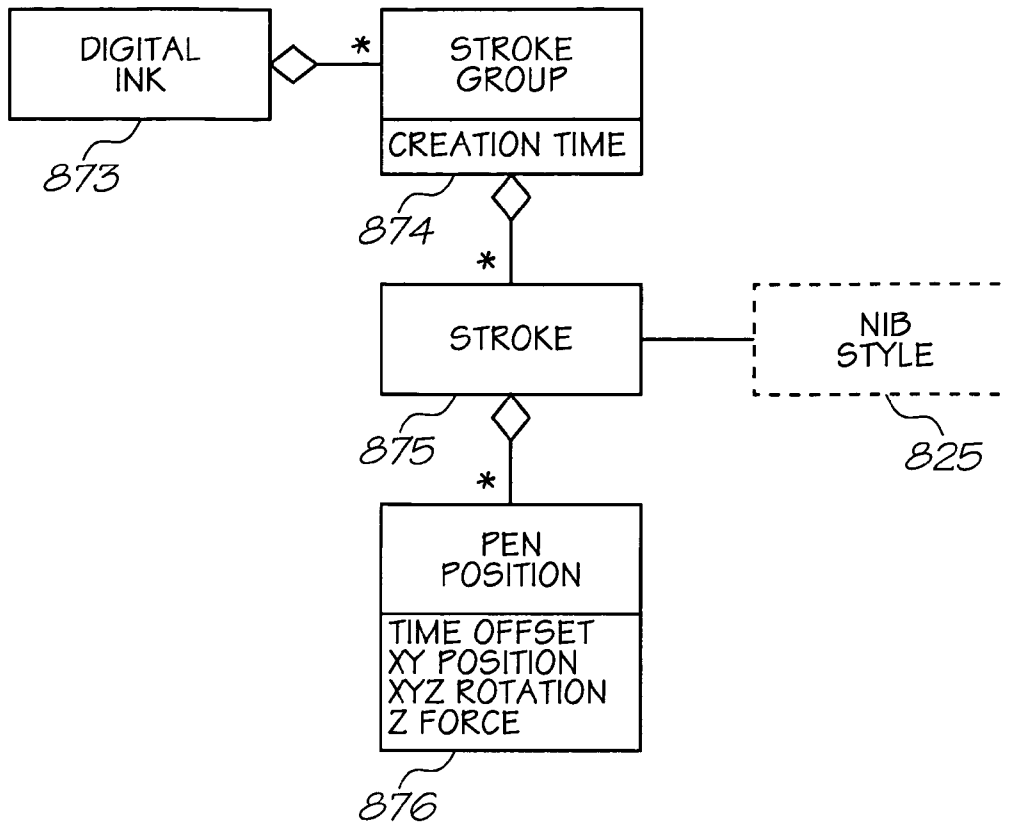 DIGITAL
INK
873
*
STROKE
GROUP
CREATION TIME
874
*
STROKE
875
NIB
STYLE
825
*
PEN
POSITION
TIME OFFSET
XY POSITION
XYZ ROTATION
Z FORCE
876